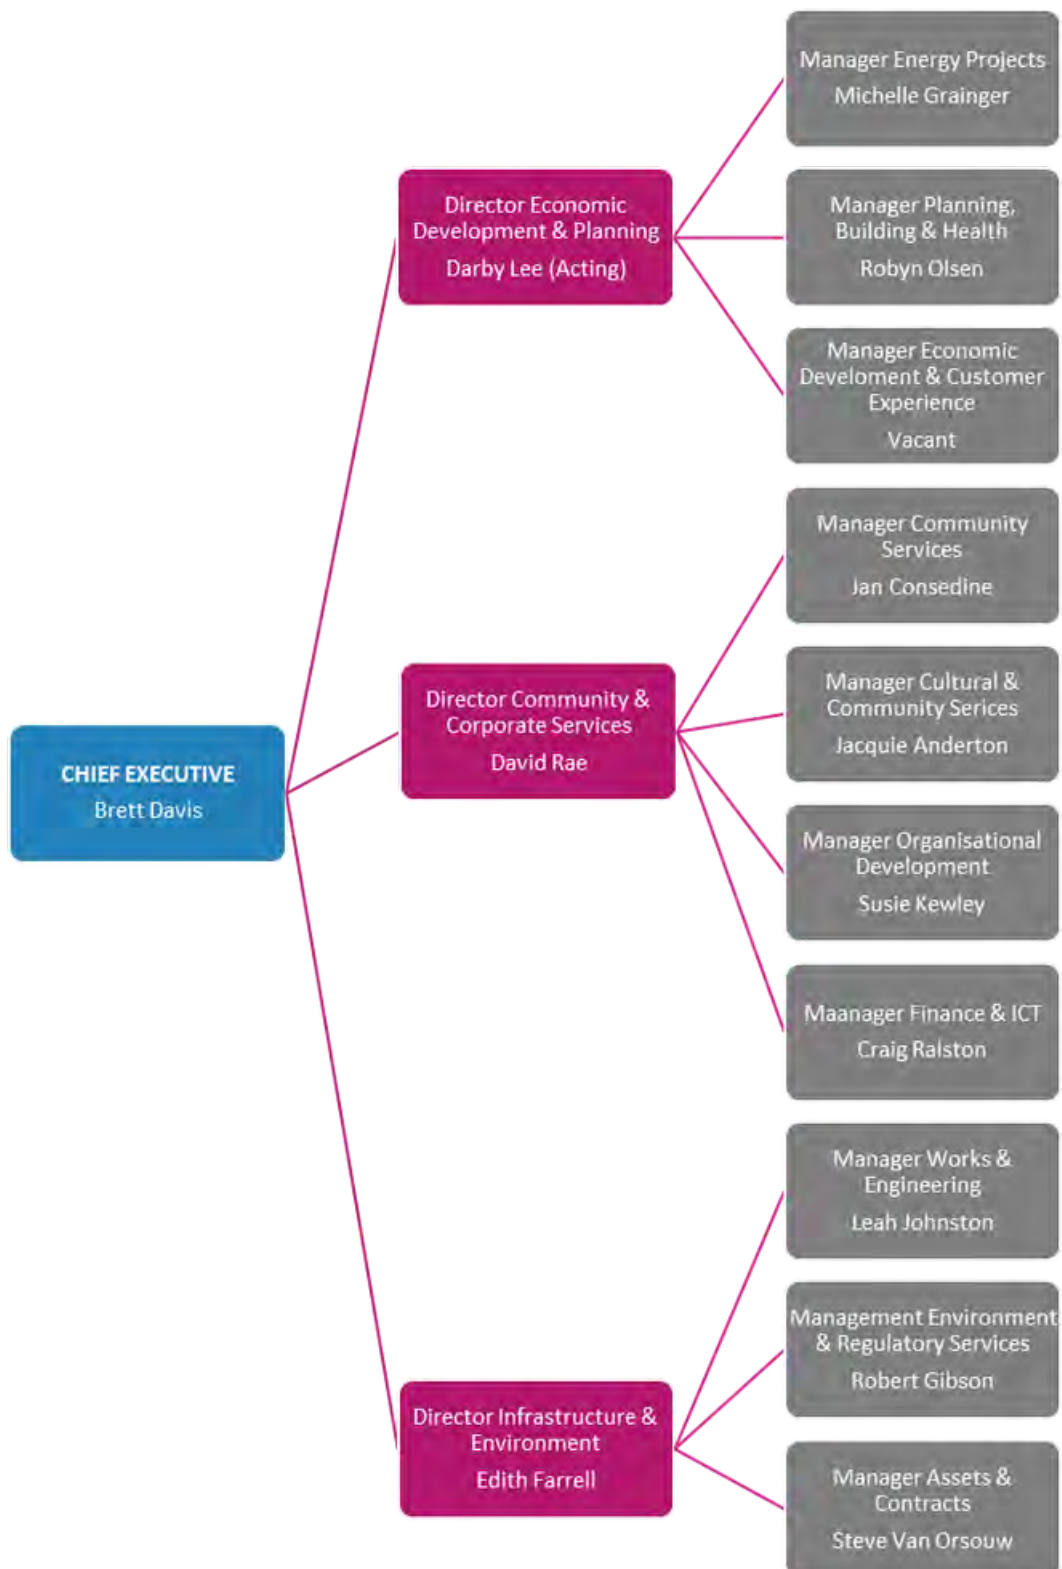 CHIEF EXECUTIVE
Brett Davis
Director Economic
Development & Planning
Darby Lee (Acting)
Manager Energy Projects
Michelle Grainger
Manager Planning,
Building & Health
Robyn Olsen
Manager Economic
Develoment & Customer
Experience
Vacant
Director Community &
Corporate Services
David Rae
Manager Community
Services
Jan Consedine
Manager Cultural &
Community Serices
Jacquie Anderton
Manager Organisational
Development
Susie Kewley
Maanager Finance & ICT
Craig Ralston
Director Infrastructure &
Environment
Edith Farrell
Manager Works &
Engineering
Leah Johnston
Management Environment
& Regulatory Services
Robert Gibson
Manager Assets &
Contracts
Steve Van Orsouw